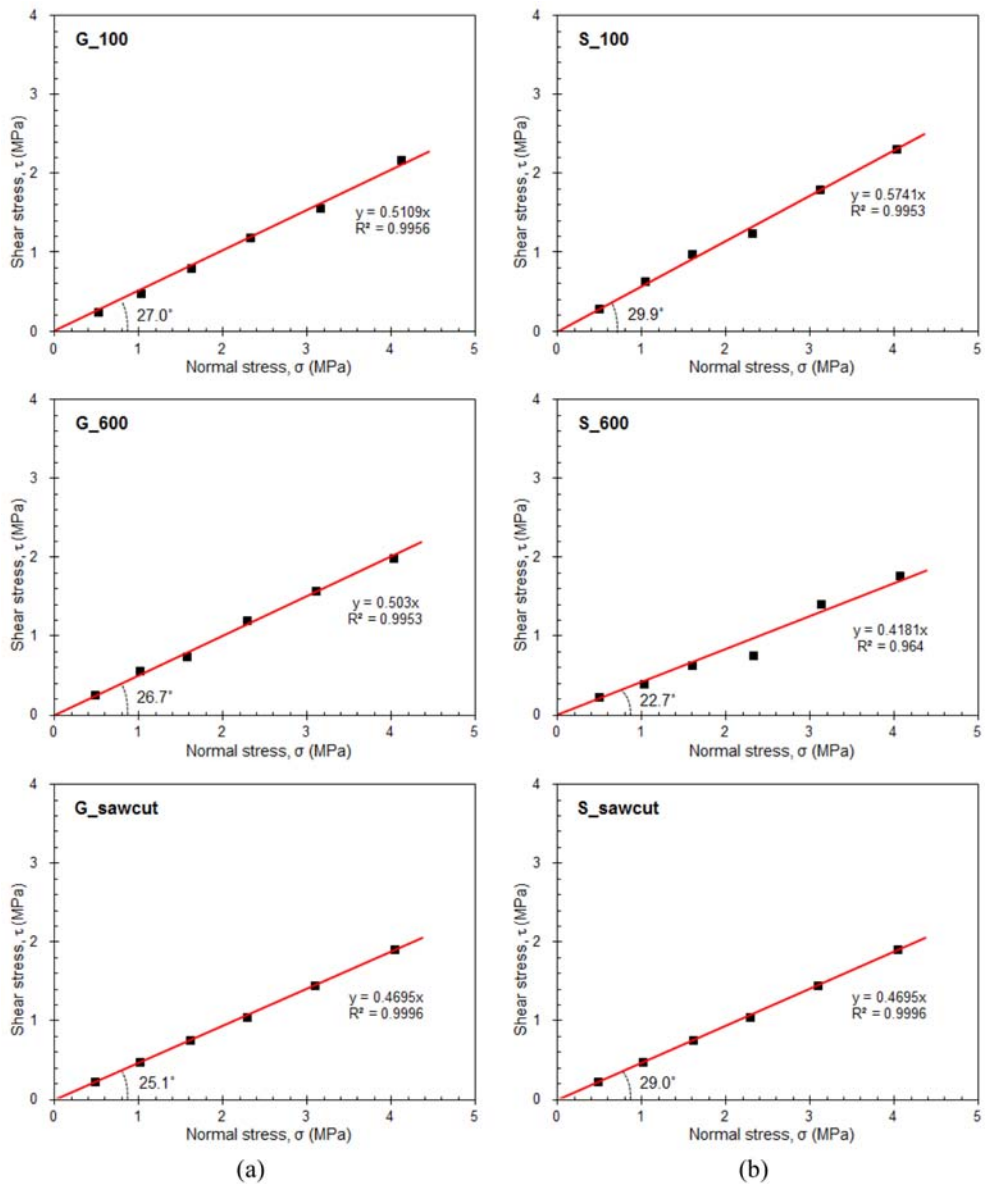 G_100
4
3
2
1
0
Shear stress, τ (MPa)
y = 0.5109x
R² = 0.9956
27.0˚
0 1 2 3 4 5
Normal stress, σ (MPa)
S_100
4
3
2
1
0
Shear stress, τ (MPa)
y = 0.5741x
R² = 0.9953
29.9˚
0 1 2 3 4 5
Normal stress, σ (MPa)
G_600
4
3
2
1
0
Shear stress, τ (MPa)
y = 0.503x
R² = 0.9953
26.7˚
0 1 2 3 4 5
Normal stress, σ (MPa)
S_600
4
3
2
1
0
Shear stress, τ (MPa)
y = 0.4181x
R² = 0.964
22.7˚
0 1 2 3 4 5
Normal stress, σ (MPa)
G_sawcut
4
3
2
1
0
Shear stress, τ (MPa)
y = 0.4695x
R² = 0.9996
25.1˚
0 1 2 3 4 5
Normal stress, σ (MPa)
S_sawcut
4
3
2
1
0
Shear stress, τ (MPa)
y = 0.4695x
R² = 0.9996
29.0˚
0 1 2 3 4 5
Normal stress, σ (MPa)
(a)
(b)